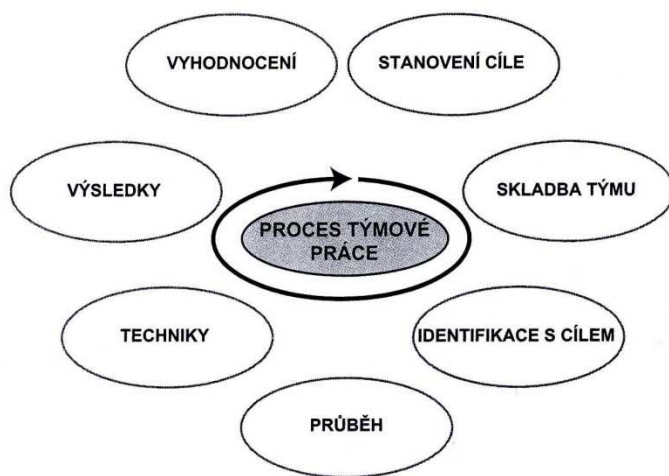 VYHODNOCENÍ
STANOVENÍ CÍLE
VÝSLEDKY
SKLADBA TÝMU
PROCES TÝMOVÉ
PRÁCE
TECHNIKY
IDENTIFIKACE S CÍLEM
PRŮBĚH